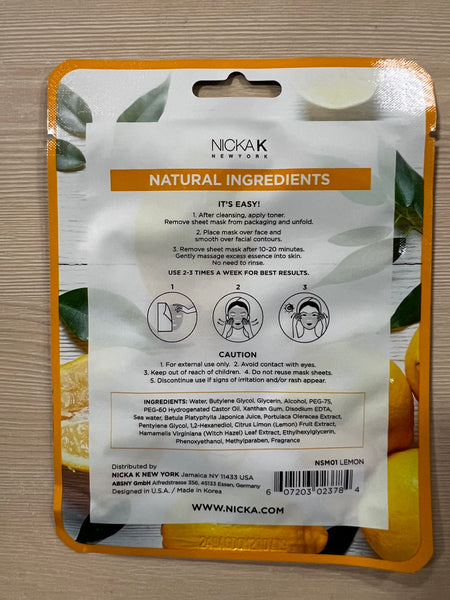 NICKA K
NEW YORK
NATURAL INGREDIENTS
IT'S EASY!
1. After cleansing, apply toner.
Remove sheet mask from packaging and unfold.
2. Place mask over face and
smooth over facial contours.
3. Remove sheet mask after 10-20 minutes.
Gently massage excess essence into skin.
No need to rinse.
USE 2-3 TIMES A WEEK FOR BEST RESULTS.
1 2 3
CAUTION
1. For external use only. 2. Avoid contact with eyes.
3. Keep out of reach of children. 4. Do not reuse mask sheets.
5. Discontinue use if signs of irritation and/or rash appear.
INGREDIENTS: Water, Butylene Glycol, Glycerin, Alcohol, PEG-75,
PEG-60 Hydrogenated Castor Oil, Xanthan Gum, Disodium EDTA,
Sea water, Betula Platyphylla Japonica Juice, Portulaca Oleracea Extract,
Pentylene Glycol, 1,2-Hexanediol, Citrus Limon (Lemon) Fruit Extract,
Hamamelis Virginiana (Witch Haze) Leaf Extract, Ethylhexylglycerin,
Phenoxyethanol, Methylparaben, Fragrance
NSM01 LEMON
Distributed by
NICKA K NEW YORK Jamaica NY 11433 USA
ABSNY GmbH Alfredstrasse 356, 45133 Essen, Germany
Designed in U.S.A. / Made in Korea
6 07203 02378 4
WWW.NICKA.COM